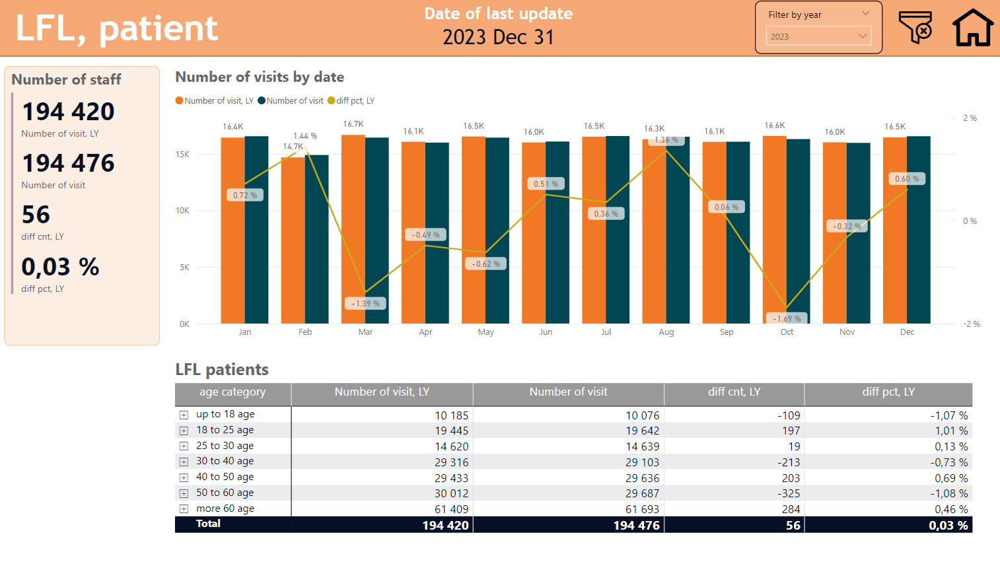 LFL, patient
Date of last update
2023 Dec 31
Filter by year
2023
Number of staff
194 420
Number of visit, LY
194 476
Number of visit
56
diff cnt, LY
0,03 %
diff pct, LY
Number of visits by date
Number of visit, LY Number of visit diff pct, LY
16,4K 14,7K 16,7K 16,1K 16,5K 16,0K 16,5K 16,3K 16,1K 16,6K 16,0K 16,5K
0,72 % 1,44 % -1,39 % -0,49 % -0,62 % 0,51 % 0,36 % 1,36 % 0,06 % -1,69 % -0,32 % 0,60 %
15K
10K
5K
0K
2 %
0 %
-2 %
Jan Feb Mar Apr May Jun Jul Aug Sep Oct Nov Dec
LFL patients
age category Number of visit, LY Number of visit diff cnt, LY diff pct, LY
up to 18 age 10 185 10 076 -109 -1,07 %
18 to 25 age 19 445 19 642 197 1,01 %
25 to 30 age 14 620 14 639 19 0,13 %
30 to 40 age 29 316 29 103 -213 -0,73 %
40 to 50 age 29 433 29 636 203 0,69 %
50 to 60 age 30 012 29 687 -325 -1,08 %
more 60 age 61 409 61 693 284 0,46 %
Total 194 420 194 476 56 0,03 %